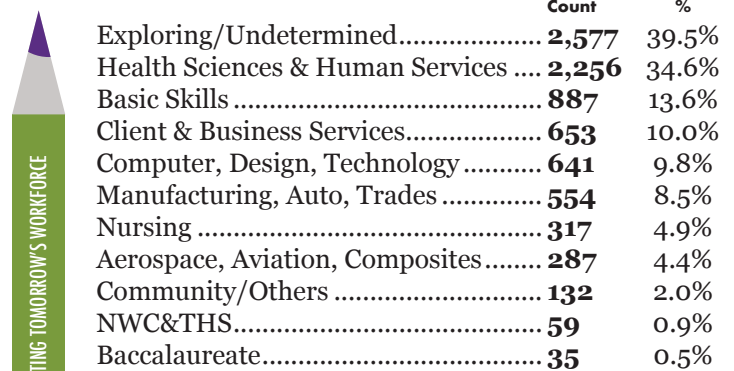 Count %
Exploring/Undetermined.................... 2,577 39.5%
Health Sciences & Human Services .... 2,256 34.6%
Basic Skills ........................................... 887 13.6%
Client & Business Services................... 653 10.0%
Computer, Design, Technology ........... 641 9.8%
Manufacturing, Auto, Trades .............. 554 8.5%
Nursing ................................................ 317 4.9%
Aerospace, Aviation, Composites........ 287 4.4%
Community/Others ............................. 132 2.0%
NWC&THS........................................... 59 0.9%
Baccalaureate....................................... 35 0.5%
TING TOMORROW'S WORKFORCE